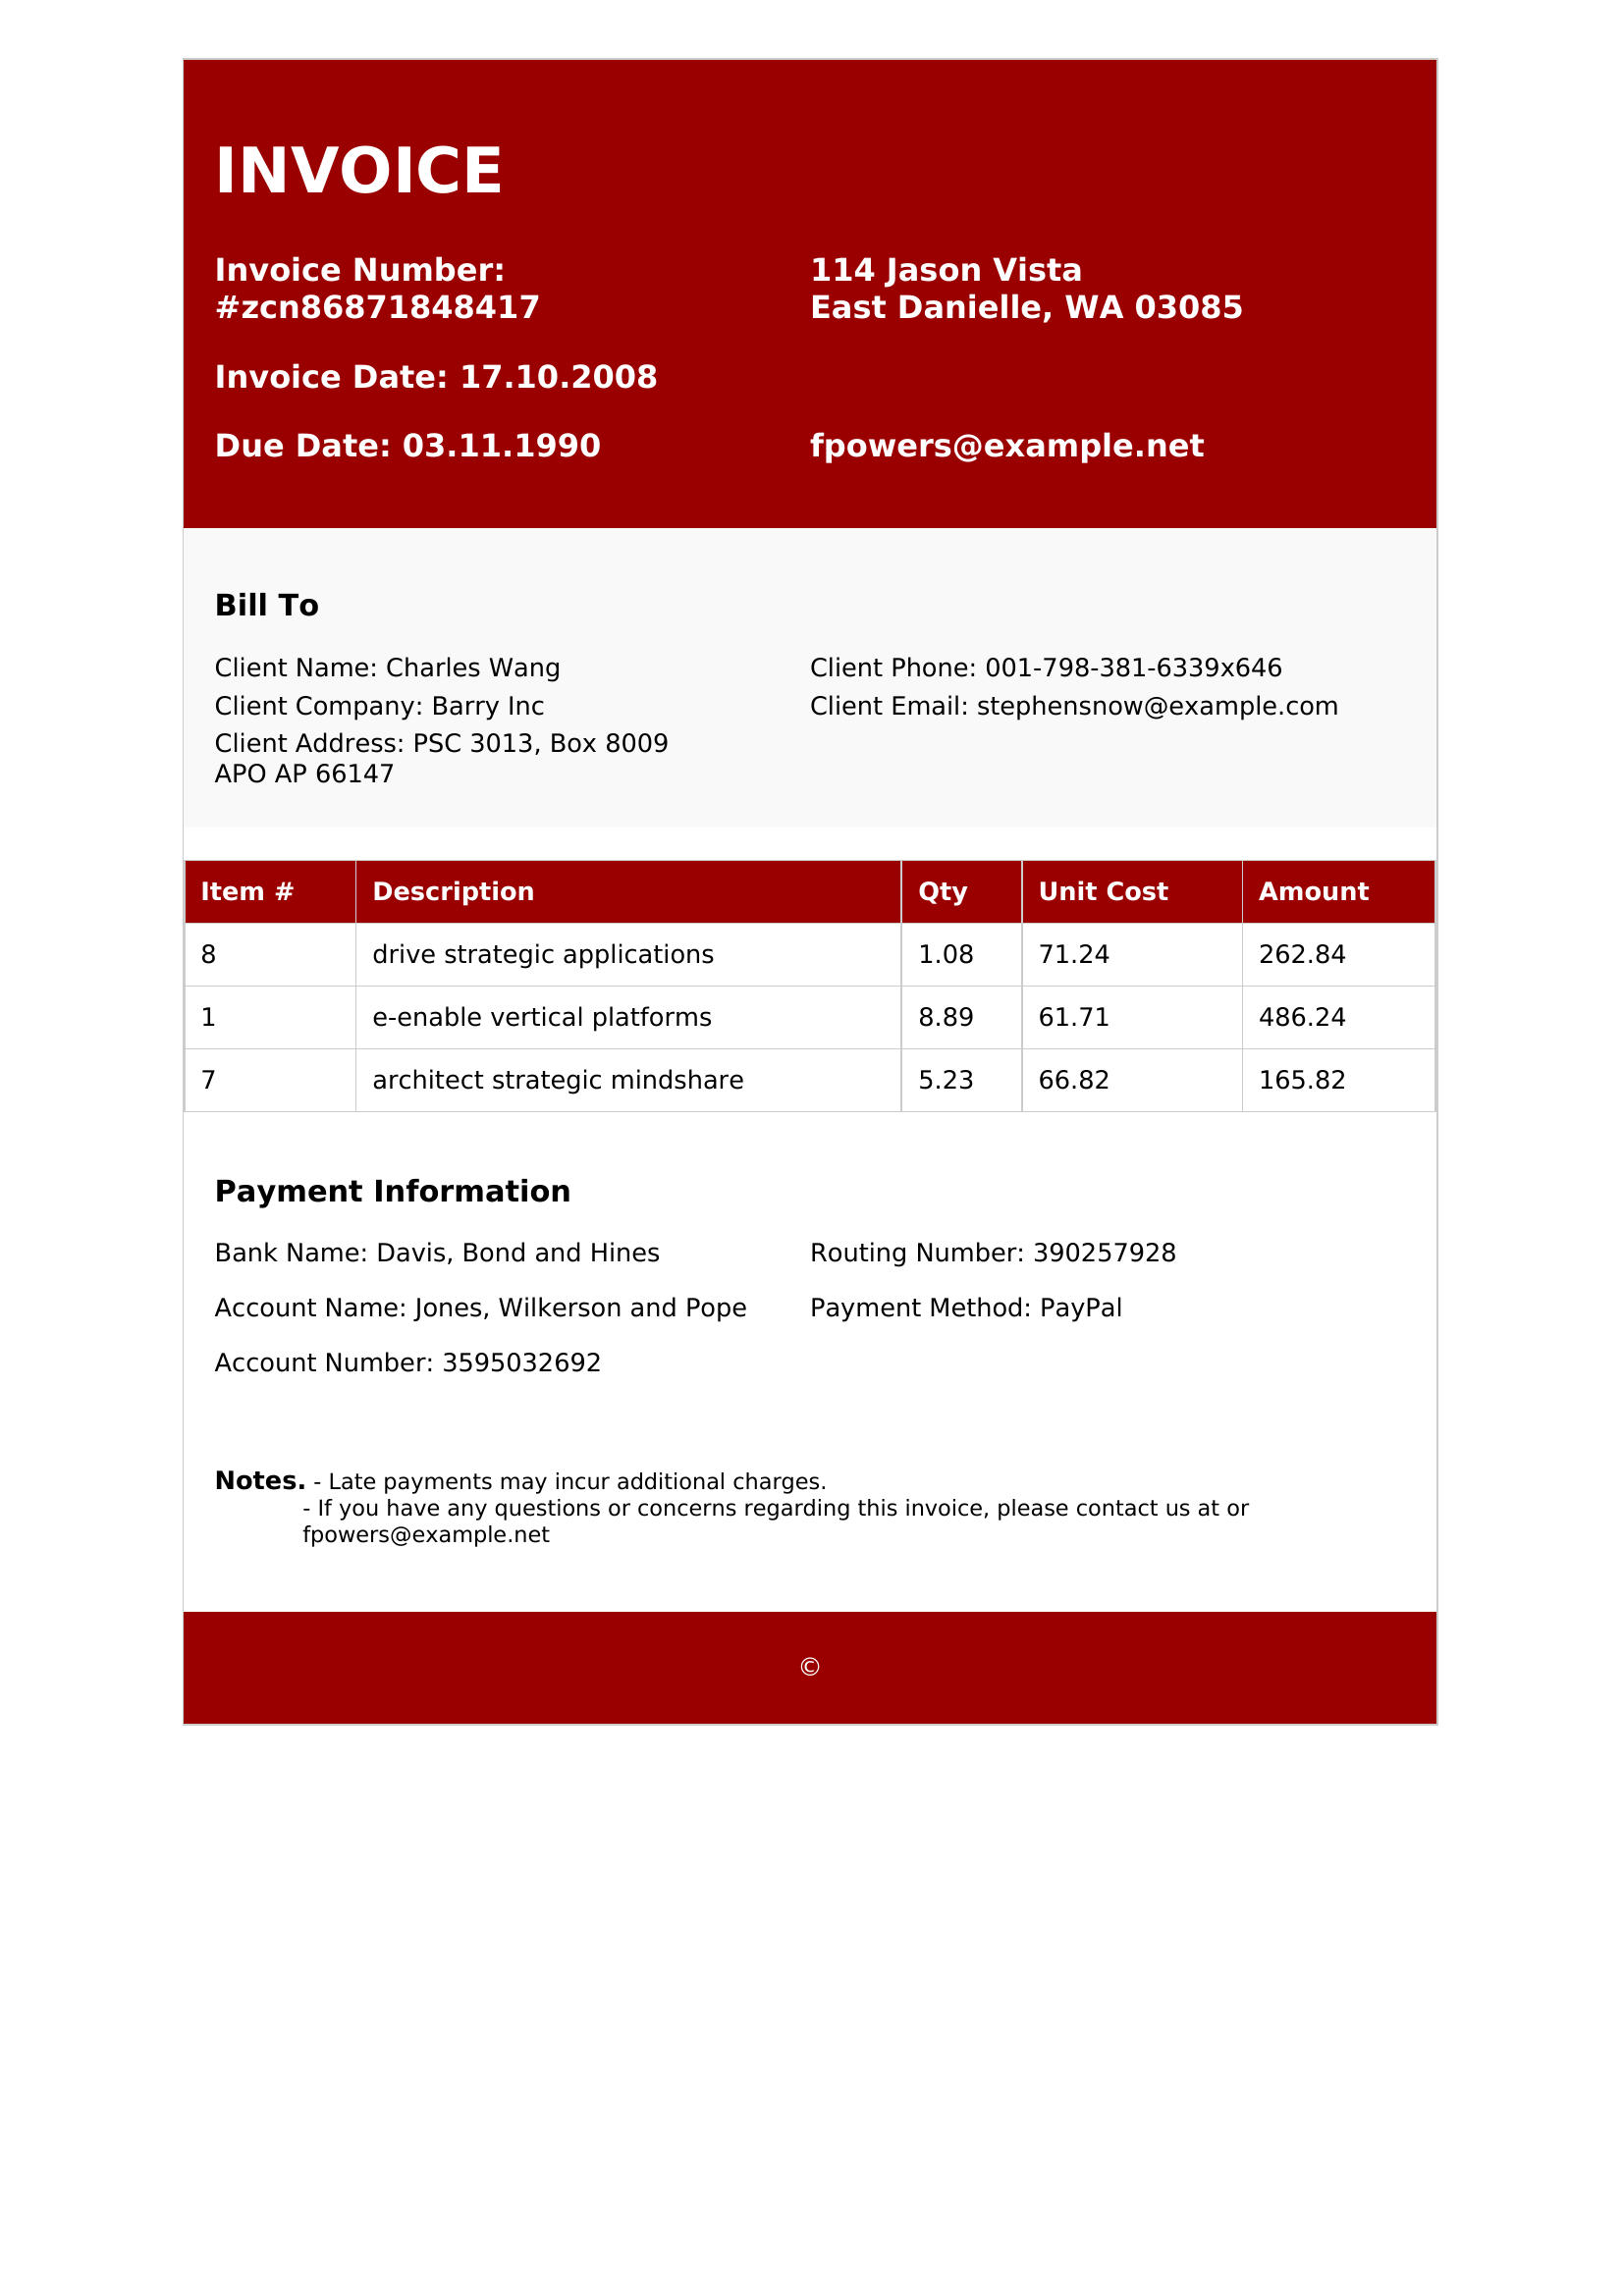 INVOICE
Invoice Number:
#zcn86871848417
114 Jason Vista
East Danielle, WA 03085
Invoice Date: 17.10.2008
Due Date: 03.11.1990
fpowers@example.net
Bill To
Client Name: Charles Wang
Client Phone: 001-798-381-6339x646
Client Company: Barry Inc
Client Email: stephensnow@example.com
Client Address: PSC 3013, Box 8009
APO AP 66147
Item # Description Qty Unit Cost Amount
8 drive strategic applications 1.08 71.24 262.84
1 e-enable vertical platforms 8.89 61.71 486.24
7 architect strategic mindshare 5.23 66.82 165.82
Payment Information
Bank Name: Davis, Bond and Hines
Routing Number: 390257928
Account Name: Jones, Wilkerson and Pope
Payment Method: PayPal
Account Number: 3595032692
Notes. - Late payments may incur additional charges.
- If you have any questions or concerns regarding this invoice, please contact us at or
fpowers@example.net
©